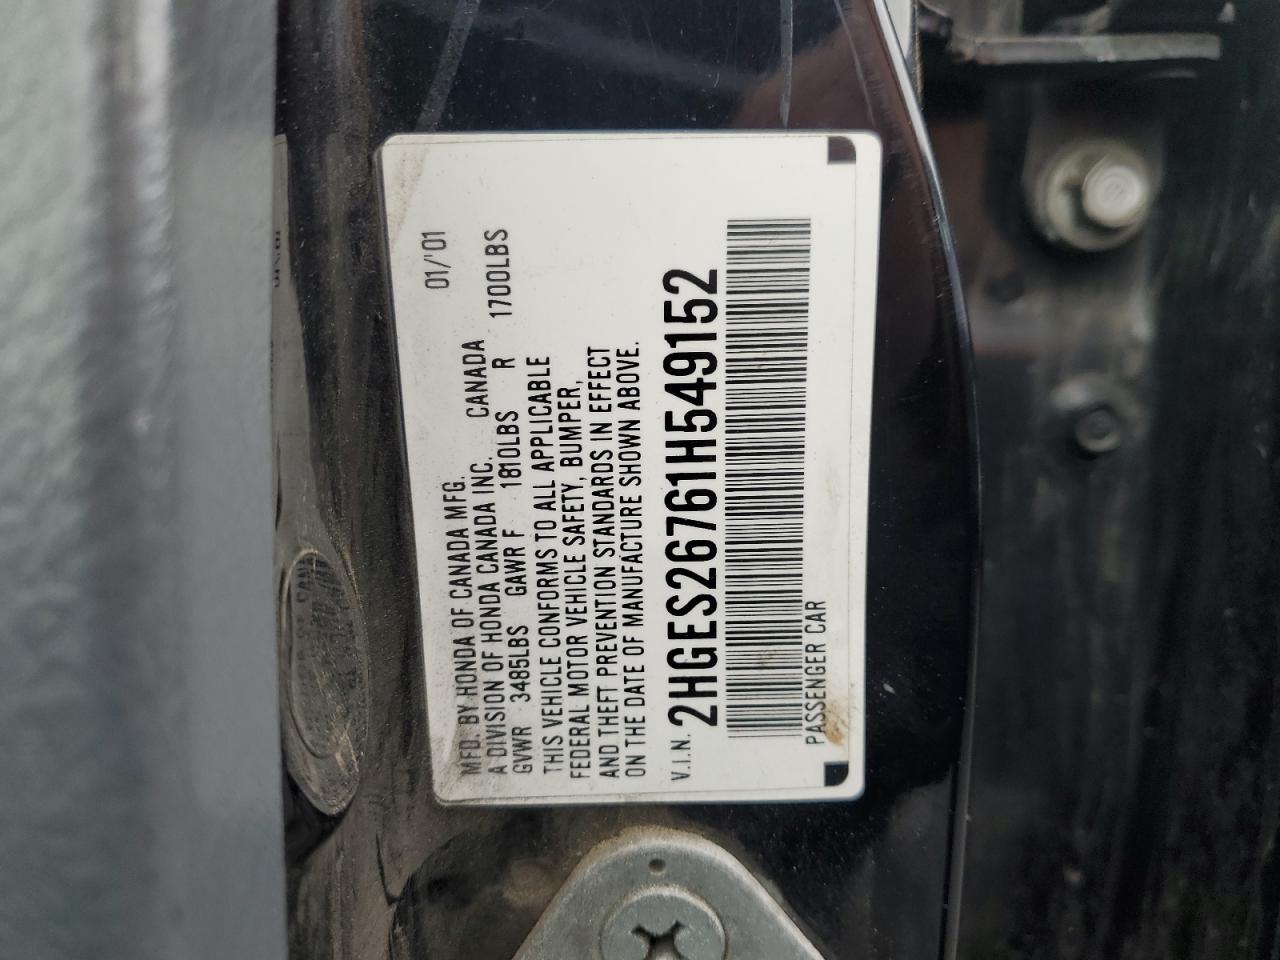 MFD. BY HONDA OF CANADA MFG. 01/'01
A DIVISION OF HONDA CANADA INC. CANADA
GVWR 3485LBS GAWR F 1810LBS R 1700LBS
THIS VEHICLE CONFORMS TO ALL APPLICABLE
FEDERAL MOTOR VEHICLE SAFETY, BUMPER,
AND THEFT PREVENTION STANDARDS IN EFFECT
ON THE DATE OF MANUFACTURE SHOWN ABOVE.
V.I.N. 2HGES26761H549152
PASSENGER CAR